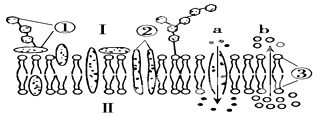 ① Ⅰ ② a b
③
Ⅱ